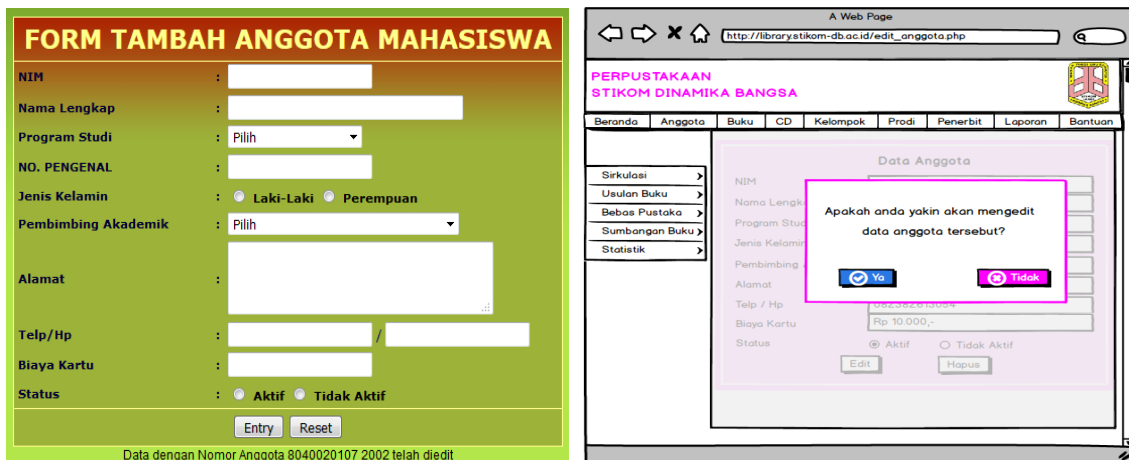 FORM TAMBAH ANGGOTA MAHASISWA
NIM :
Nama Lengkap :
Program Studi : Pilih
NO. PENGENAL :
Jenis Kelamin : Laki-Laki Perempuan
Pembimbing Akademik : Pilih
Alamat :
Telp/Hp : /
Biaya Kartu :
Status : Aktif Tidak Aktif
Entry Reset
Data dengan Nomor Anggota 8040020107 2002 telah diedit
A Web Page
http://library.stikom-db.ac.id/edit_anggota.php
PERPUSTAKAAN
STIKOM DINAMIKA BANGSA
Beranda Anggota Buku CD Kelompok Prodi Penerbit Laporan Bantuan
Sirkulasi
Usulan Buku
Bebas Pustaka
Sumbangan Buku
Statistik
Data Anggota
NIM
Nama Lengk
Program Stud
Jenis Kelamin
Pembimbing
Alamat
Telp / Hp
Biaya Kartu Rp 10.000,-
Status Aktif Tidak Aktif
Edit Hapus
Apakah anda yakin akan mengedit
data anggota tersebut?
Ya Tidak